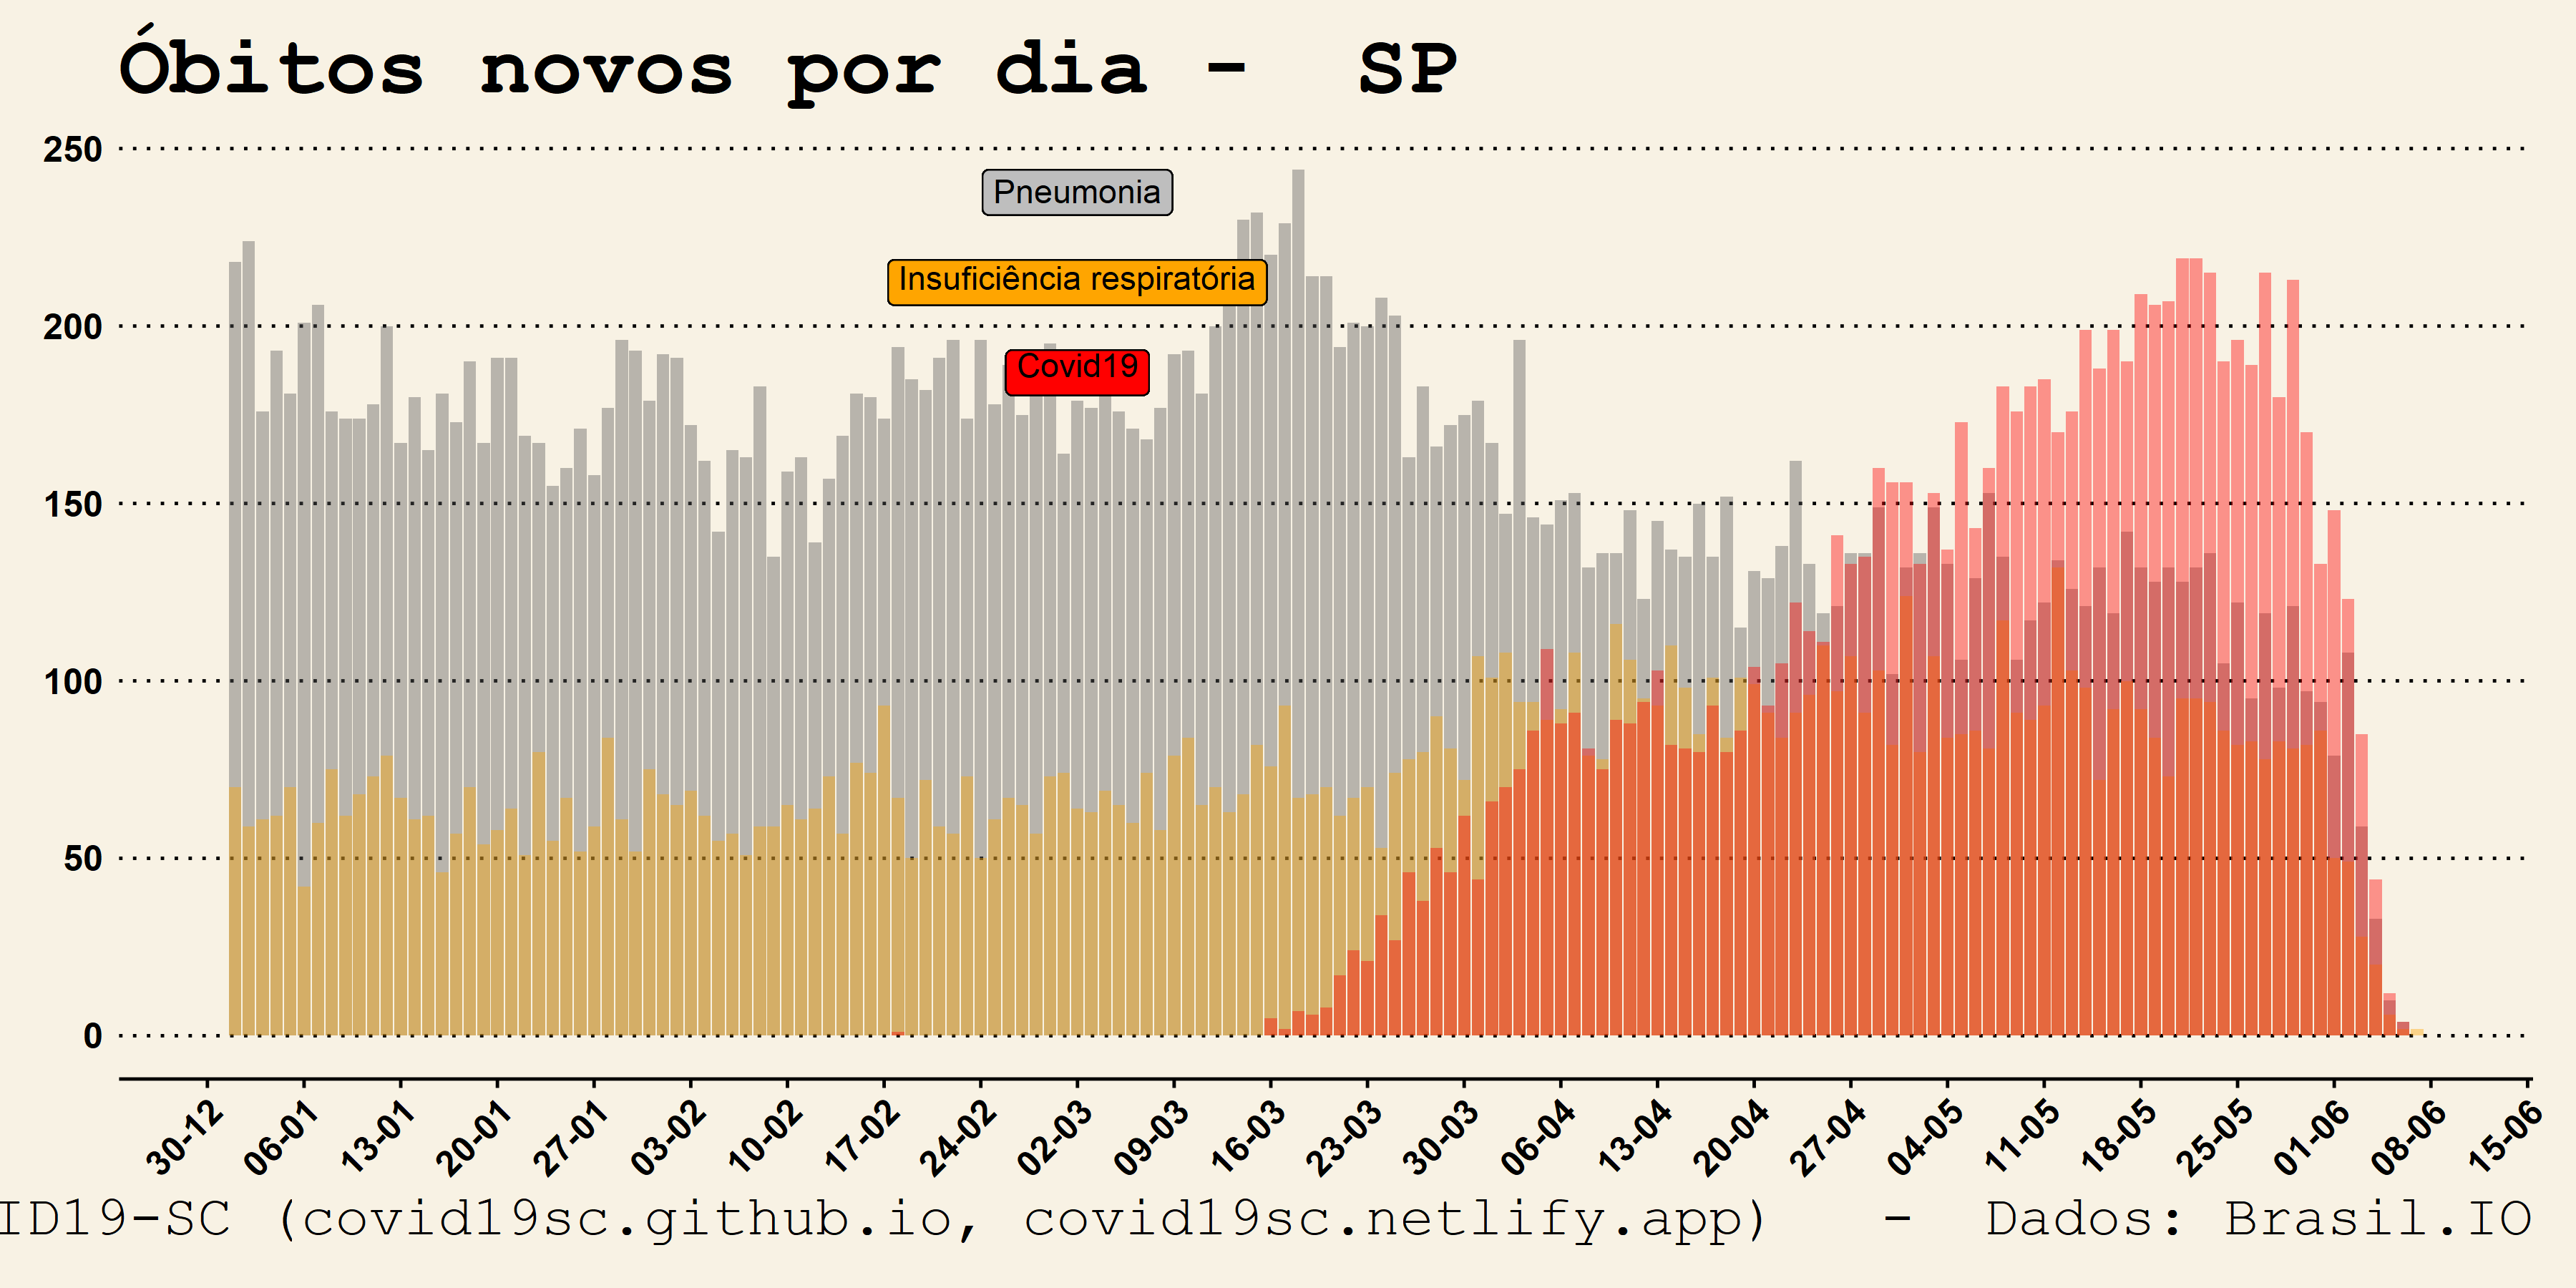 Óbitos novos por dia - SP
250
Pneumonia
Insuficiência respiratória
200
Covid19
150
100
50
0
30-12 06-01 13-01 20-01 27-01 03-02 10-02 17-02 24-02 02-03 09-03 16-03 23-03 30-03 06-04 13-04 20-04 27-04 04-05 11-05 18-05 25-05 01-06 08-06 15-06
ID19-SC (covid19sc.github.io, covid19sc.netlify.app) - Dados: Brasil.IO